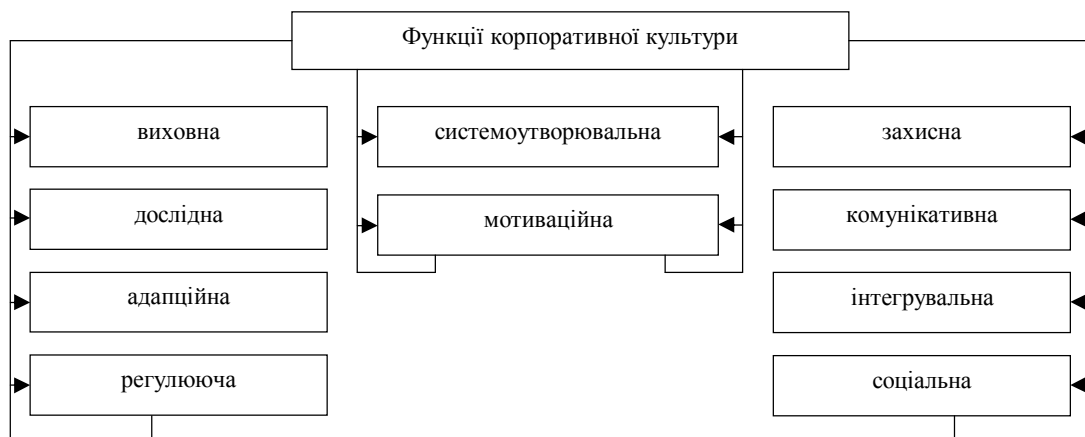 Функції корпоративної культури
виховна
системоутворювальна
захисна
дослідна
мотиваційна
комунікативна
адапційна
інтегрувальна
регулююча
соціальна